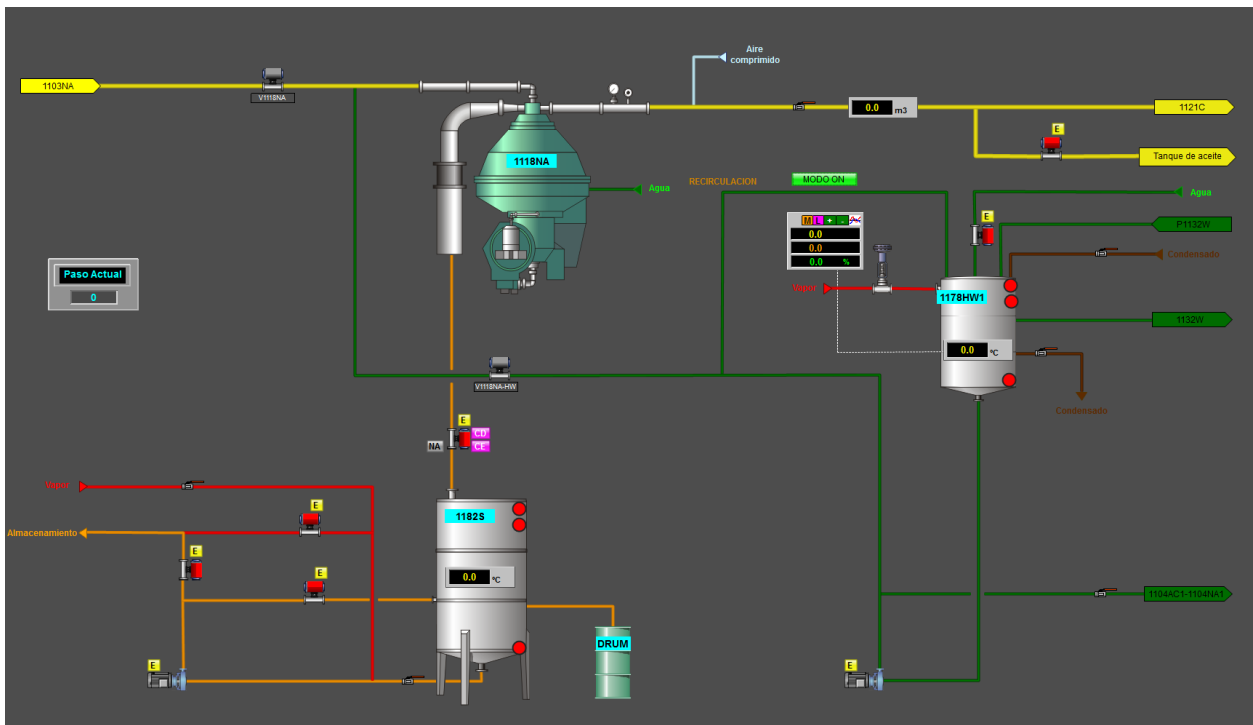 Aire
comprimido
1103NA
V1118NA
0.0 m3
1121C
E
Tanque de aceite
1118NA
Agua
RECIRCULACION
MODO ON
Agua
E
P1132W
M L + -
0.0
0.0
0.0 %
Condensado
Paso Actual
0
Vapor
1178HW1
1132W
0.0 ºC
V1118NA-HW
Condensado
E
NA
CD
CE
Vapor
E
1182S
Almacenamiento
E
E
0.0 ºC
1104AC1-1104NA1
DRUM
E
E